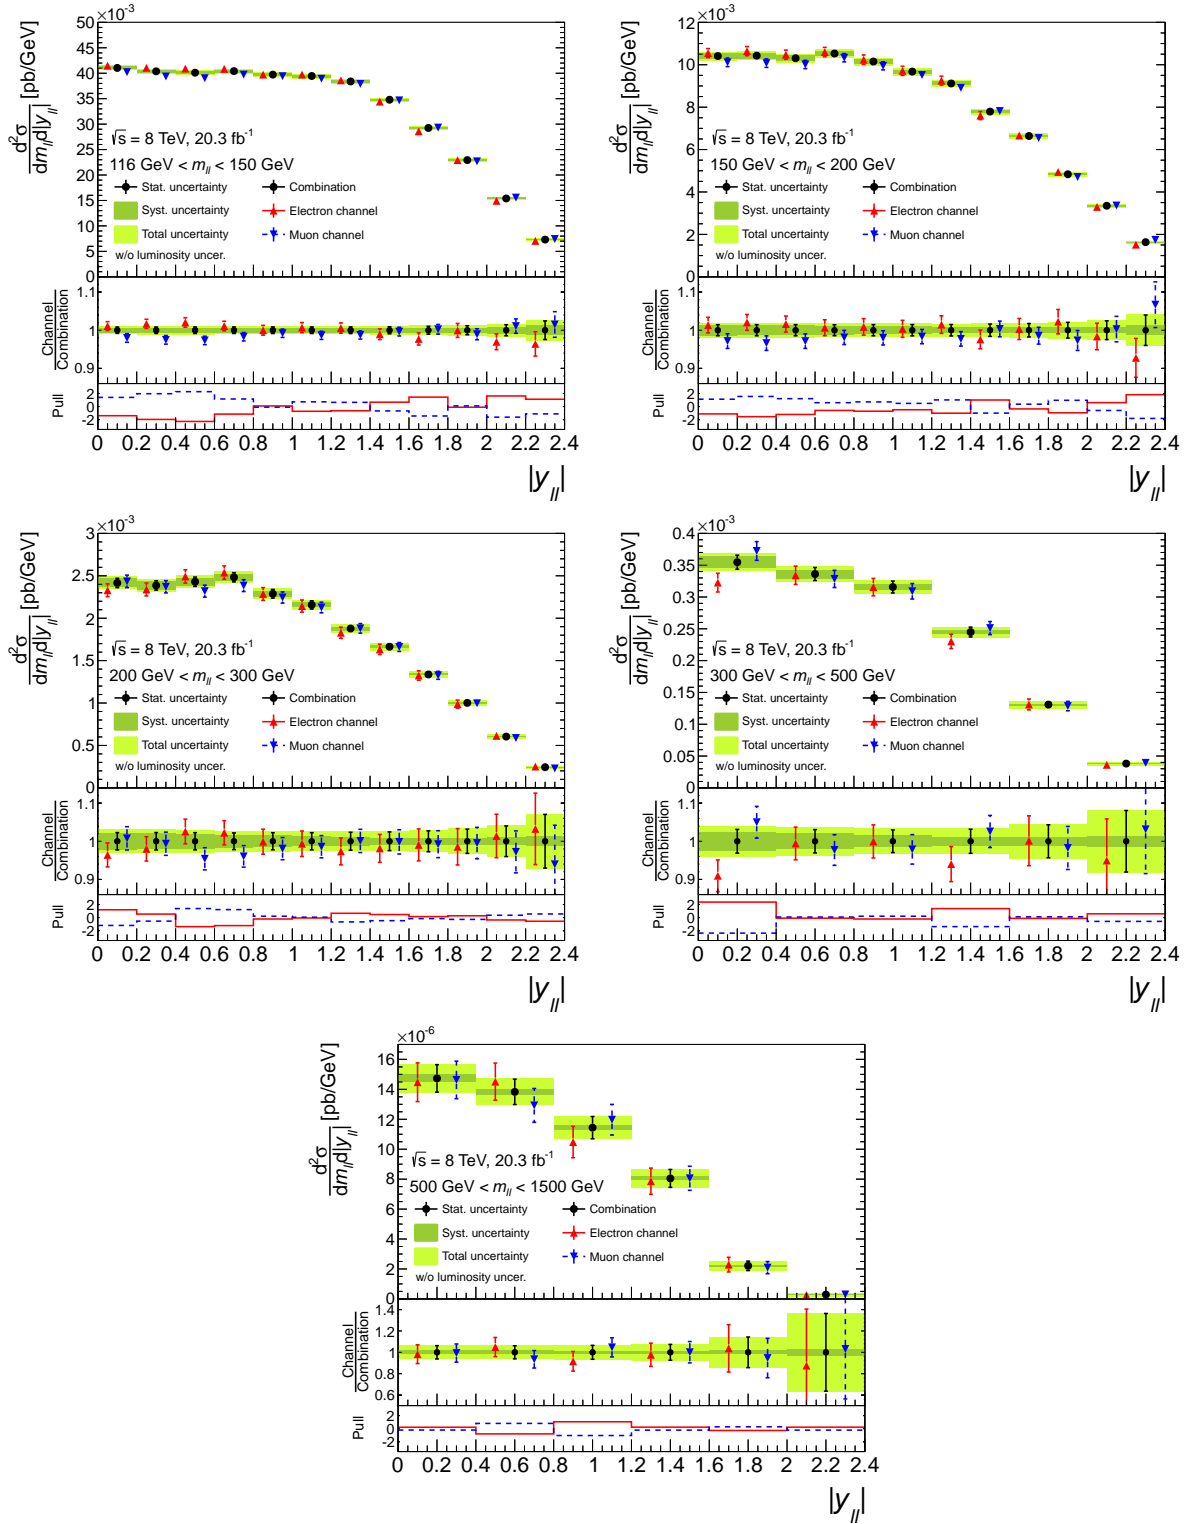 ×10⁻³
d²σ/dm_ll d|y_ll| [pb/GeV]
50
45
40
35
30
25
20
15
10
5
0
√s = 8 TeV, 20.3 fb⁻¹
116 GeV < m_ll < 150 GeV
Stat. uncertainty Combination
Syst. uncertainty Electron channel
Total uncertainty Muon channel
w/o luminosity uncer.
Channel/Combination
1.1
1
0.9
Pull
2
0
-2
0 0.2 0.4 0.6 0.8 1 1.2 1.4 1.6 1.8 2 2.2 2.4
|y_ll|
×10⁻³
d²σ/dm_ll d|y_ll| [pb/GeV]
12
10
8
6
4
2
0
√s = 8 TeV, 20.3 fb⁻¹
150 GeV < m_ll < 200 GeV
Stat. uncertainty Combination
Syst. uncertainty Electron channel
Total uncertainty Muon channel
w/o luminosity uncer.
Channel/Combination
1.1
1
0.9
Pull
2
0
-2
0 0.2 0.4 0.6 0.8 1 1.2 1.4 1.6 1.8 2 2.2 2.4
|y_ll|
×10⁻³
d²σ/dm_ll d|y_ll| [pb/GeV]
3
2.5
2
1.5
1
0.5
0
√s = 8 TeV, 20.3 fb⁻¹
200 GeV < m_ll < 300 GeV
Stat. uncertainty Combination
Syst. uncertainty Electron channel
Total uncertainty Muon channel
w/o luminosity uncer.
Channel/Combination
1.1
1
0.9
Pull
2
0
-2
0 0.2 0.4 0.6 0.8 1 1.2 1.4 1.6 1.8 2 2.2 2.4
|y_ll|
×10⁻³
d²σ/dm_ll d|y_ll| [pb/GeV]
0.4
0.35
0.3
0.25
0.2
0.15
0.1
0.05
0
√s = 8 TeV, 20.3 fb⁻¹
300 GeV < m_ll < 500 GeV
Stat. uncertainty Combination
Syst. uncertainty Electron channel
Total uncertainty Muon channel
w/o luminosity uncer.
Channel/Combination
1.1
1
0.9
Pull
2
0
-2
0 0.2 0.4 0.6 0.8 1 1.2 1.4 1.6 1.8 2 2.2 2.4
|y_ll|
×10⁻⁶
d²σ/dm_ll d|y_ll| [pb/GeV]
16
14
12
10
8
6
4
2
0
√s = 8 TeV, 20.3 fb⁻¹
500 GeV < m_ll < 1500 GeV
Stat. uncertainty Combination
Syst. uncertainty Electron channel
Total uncertainty Muon channel
w/o luminosity uncer.
Channel/Combination
1.4
1.2
1
0.8
0.6
Pull
2
0
-2
0 0.2 0.4 0.6 0.8 1 1.2 1.4 1.6 1.8 2 2.2 2.4
|y_ll|